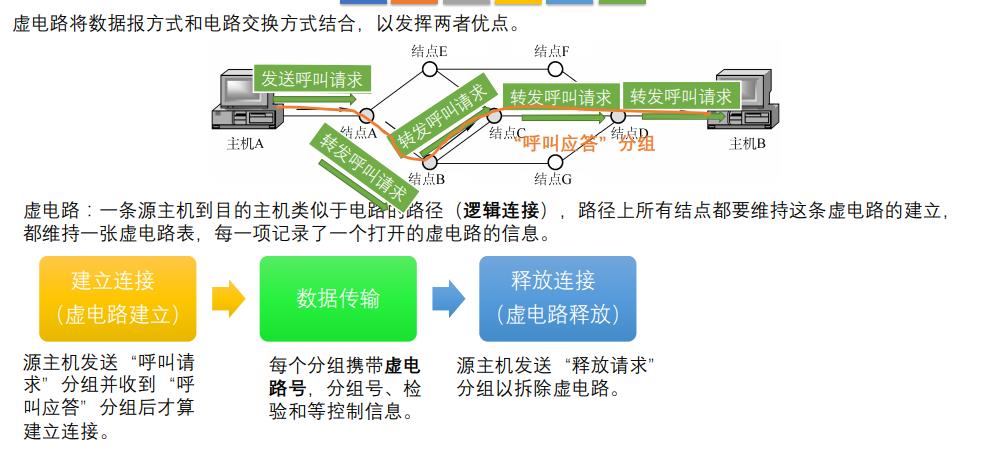 虚电路将数据报方式和电路交换方式结合，以发挥两者优点。
结点E
结点F
发送呼叫请求
转发呼叫请求
转发呼叫请求
转发呼叫请求
主机A
结点A
结点C
结点D
主机B
“呼叫应答”分组
转发呼叫请求
结点B
结点G
虚电路：一条源主机到目的主机类似于电路的路径（逻辑连接），路径上所有结点都要维持这条虚电路的建立，
都维持一张虚电路表，每一项记录了一个打开的虚电路的信息。
建立连接
（虚电路建立）
数据传输
释放连接
（虚电路释放）
源主机发送“呼叫请
求”分组并收到“呼
叫应答”分组后才算
建立连接。
每个分组携带虚电
路号，分组号、检
验和等控制信息。
源主机发送“释放请求”
分组以拆除虚电路。